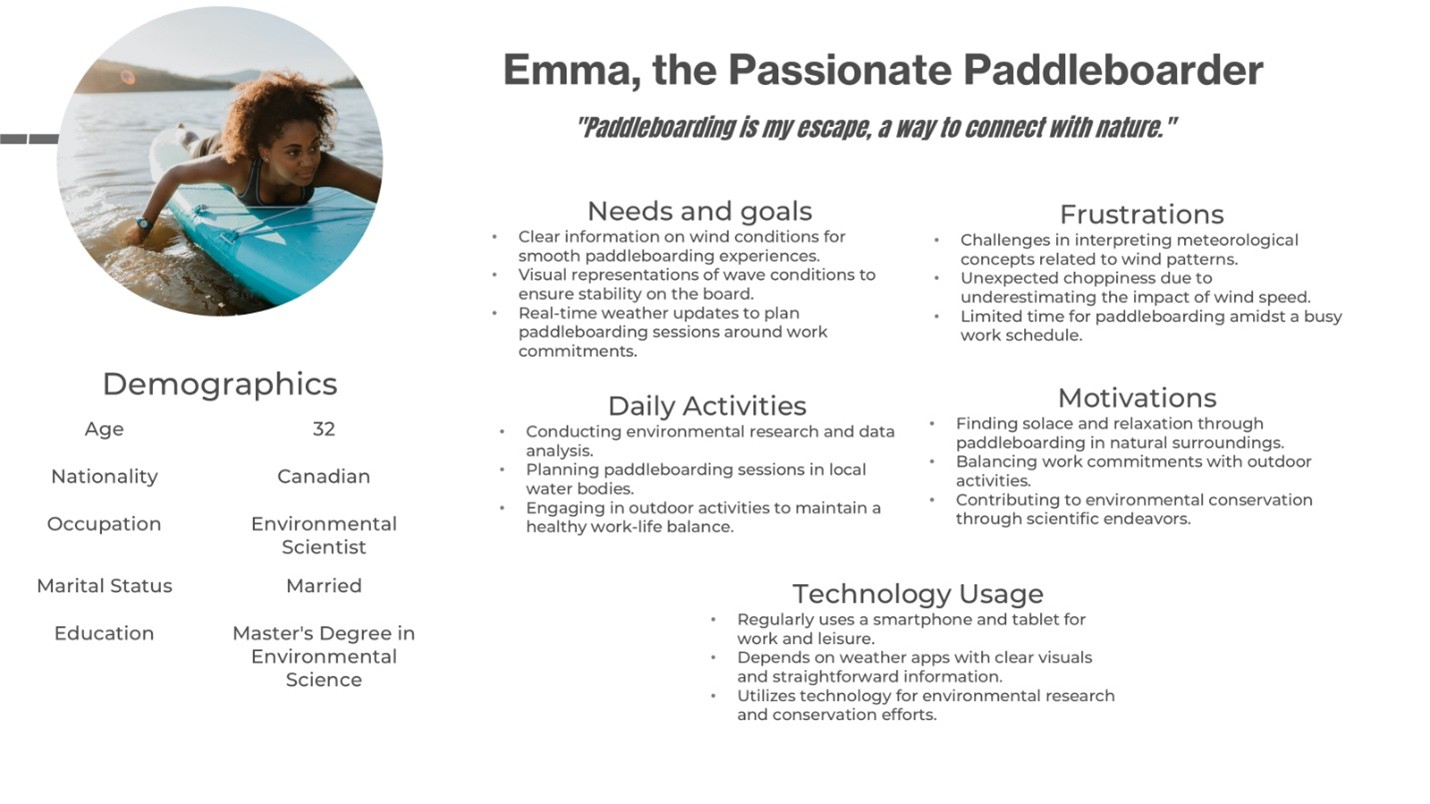 Emma, the Passionate Paddleboarder
"Paddleboarding is my escape, a way to connect with nature."
Needs and goals
• Clear information on wind conditions for
smooth paddleboarding experiences.
• Visual representations of wave conditions to
ensure stability on the board.
• Real-time weather updates to plan
paddleboarding sessions around work
commitments.
Frustrations
• Challenges in interpreting meteorological
concepts related to wind patterns.
• Unexpected choppiness due to
underestimating the impact of wind speed.
• Limited time for paddleboarding amidst a busy
work schedule.
Demographics
Age 32
Nationality Canadian
Occupation Environmental
Scientist
Marital Status Married
Education Master's Degree in
Environmental
Science
Daily Activities
• Conducting environmental research and data
analysis.
• Planning paddleboarding sessions in local
water bodies.
• Engaging in outdoor activities to maintain a
healthy work-life balance.
Motivations
• Finding solace and relaxation through
paddleboarding in natural surroundings.
• Balancing work commitments with outdoor
activities.
• Contributing to environmental conservation
through scientific endeavors.
Technology Usage
• Regularly uses a smartphone and tablet for
work and leisure.
• Depends on weather apps with clear visuals
and straightforward information.
• Utilizes technology for environmental research
and conservation efforts.